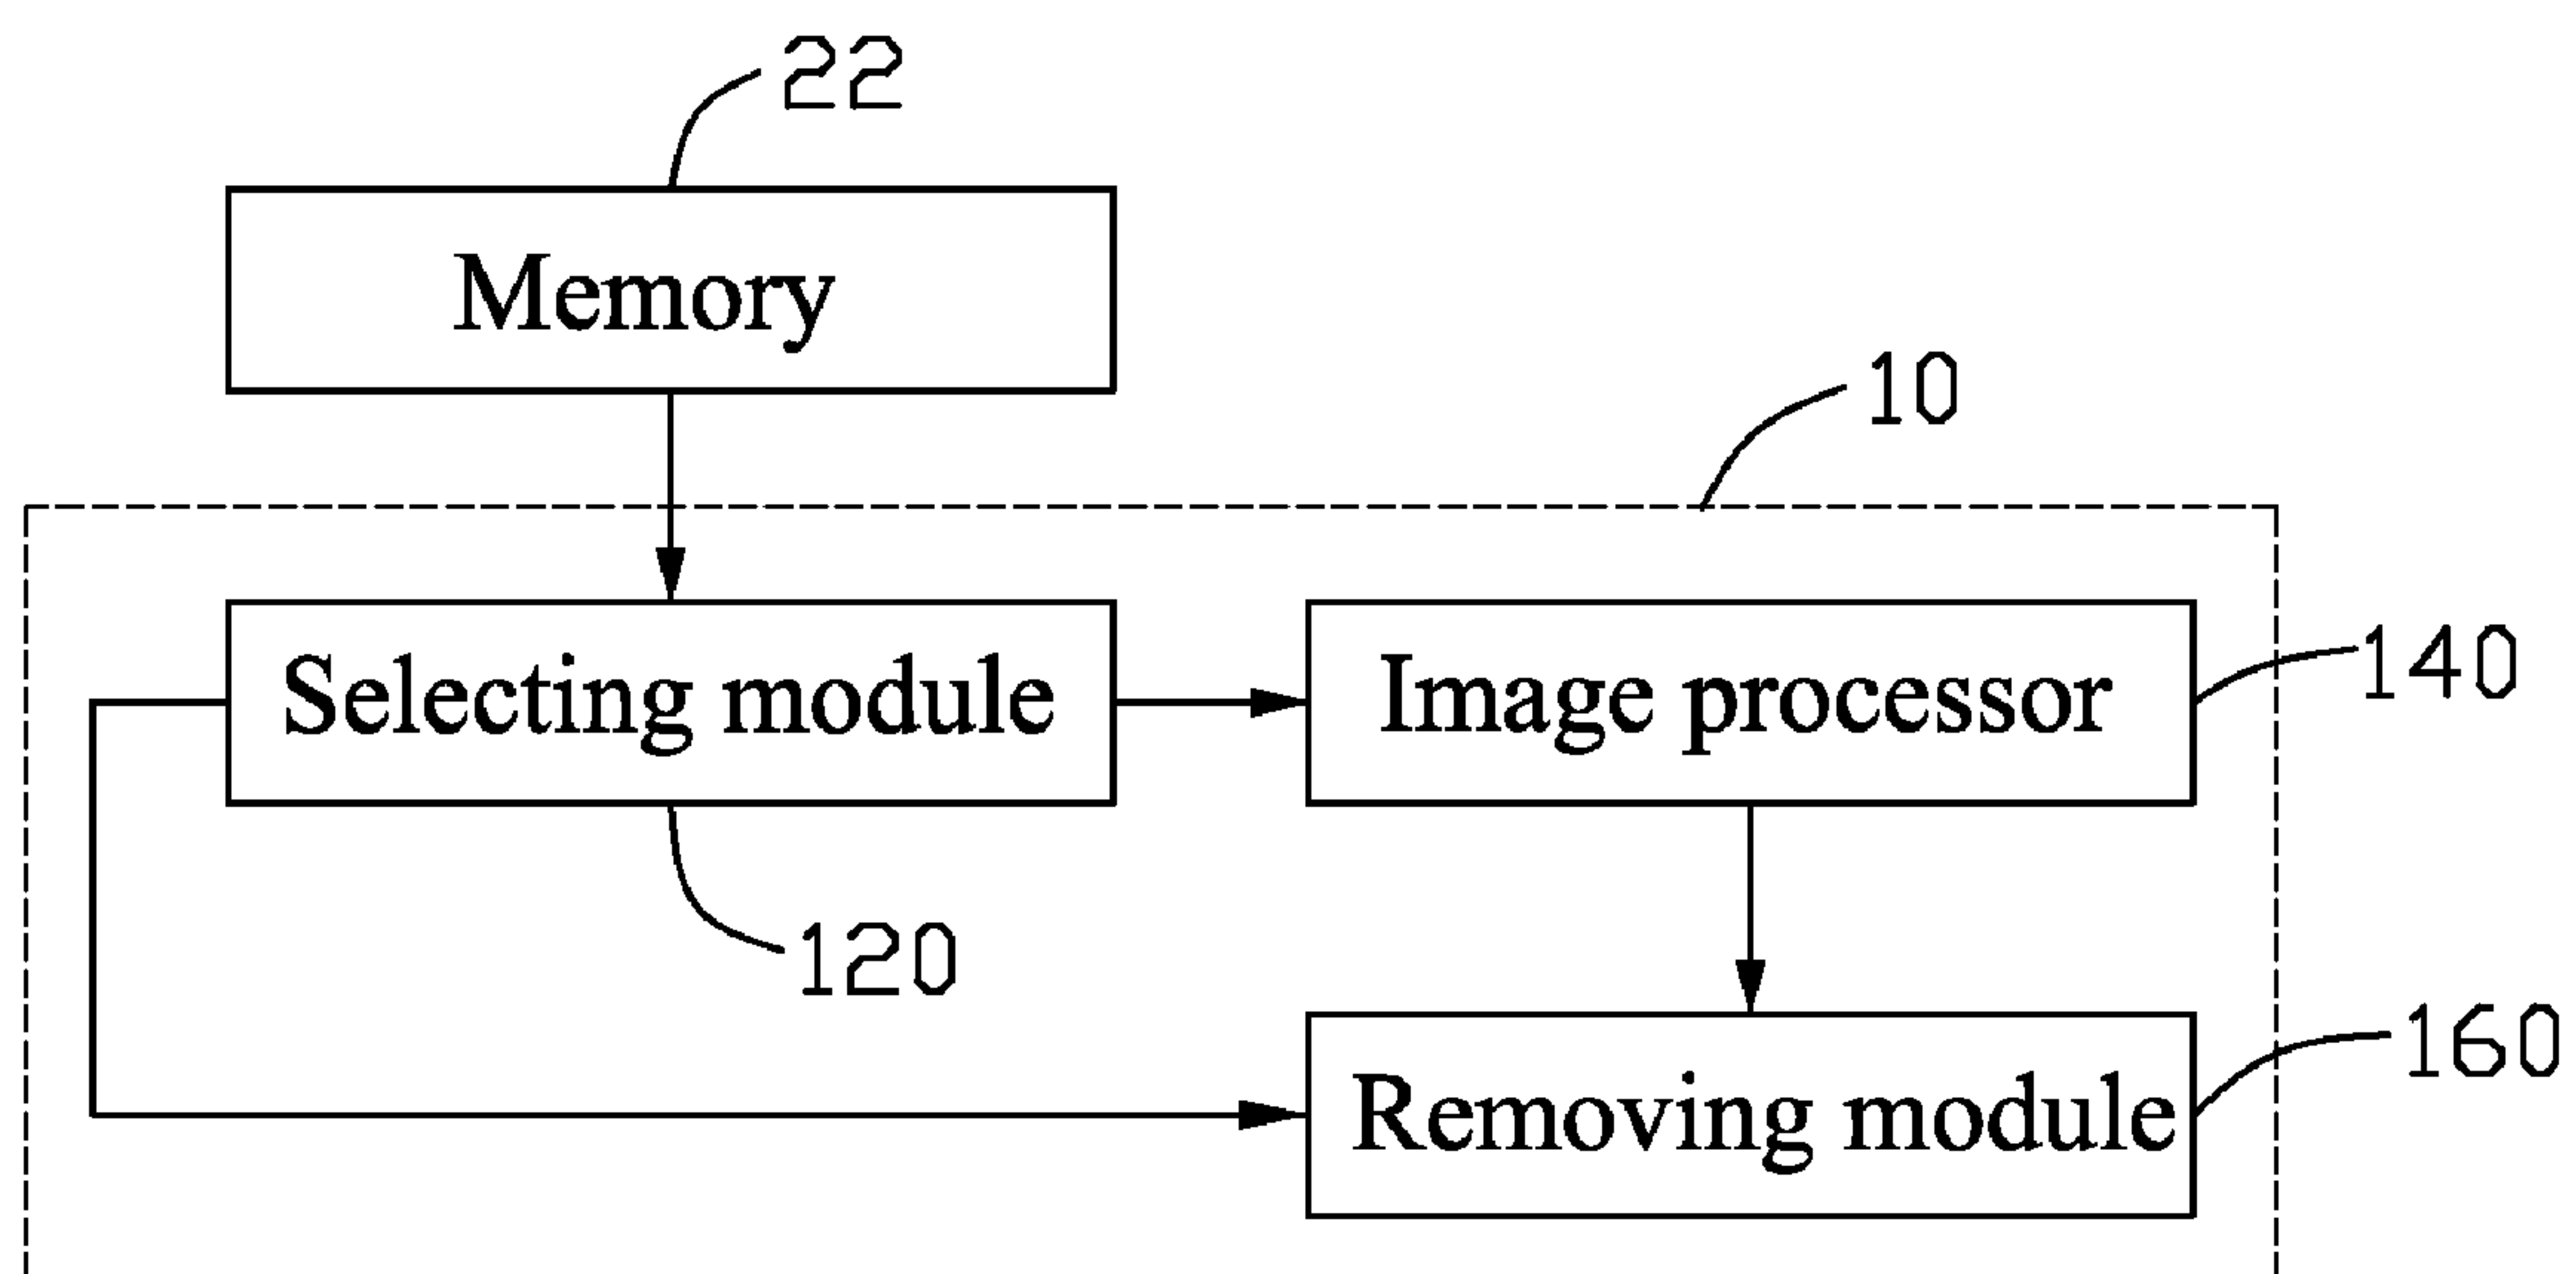 22
Memory
10
Selecting module
Image processor
140
120
160
Removing module